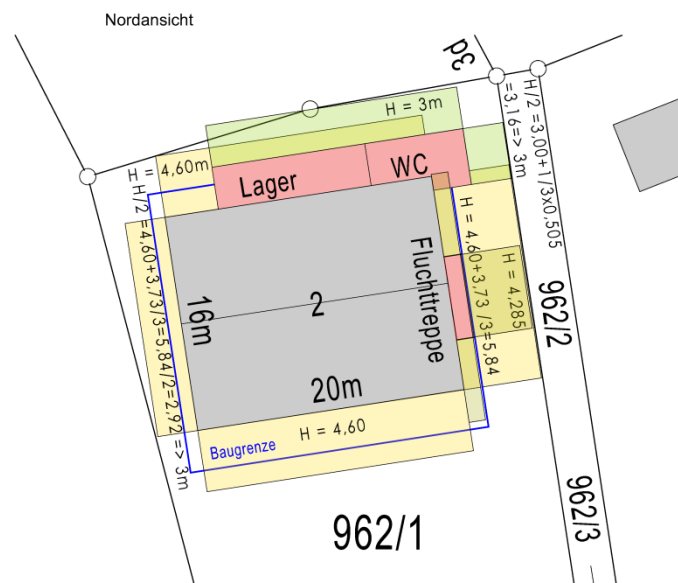 Nordansicht
3d
H = 3m
H/2 =3,00+1/3x0,505
=3,16=> 3m
H = 4,60m
H/2 =4,60+3,73/3=5,84/2=2,92 => 3m
Lager
WC
Fluchttreppe
H = 4,60+3,73 /3=5,84
H = 4,285
962/2
16m
2
20m
H = 4,60
Baugrenze
962/1
962/3